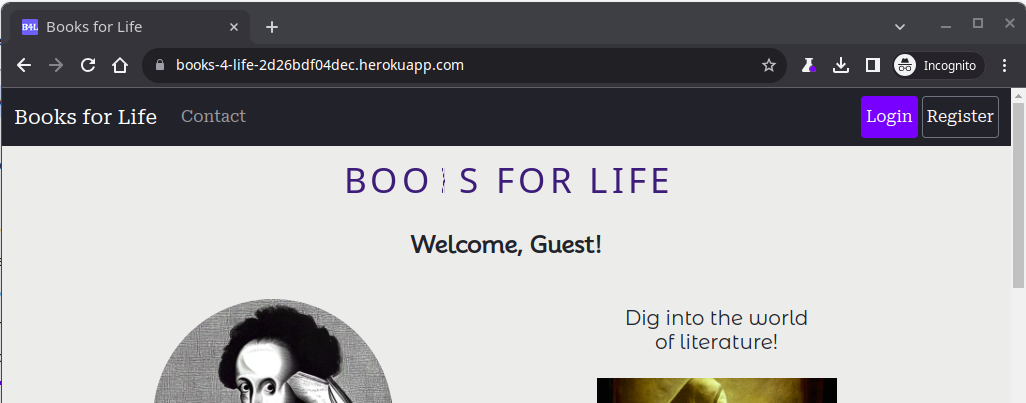 B4L Books for Life
books-4-life-2d26bdf04dec.herokuapp.com Incognito
Books for Life Contact Login Register
BOO S FOR LIFE
Welcome, Guest!
Dig into the world
of literature!